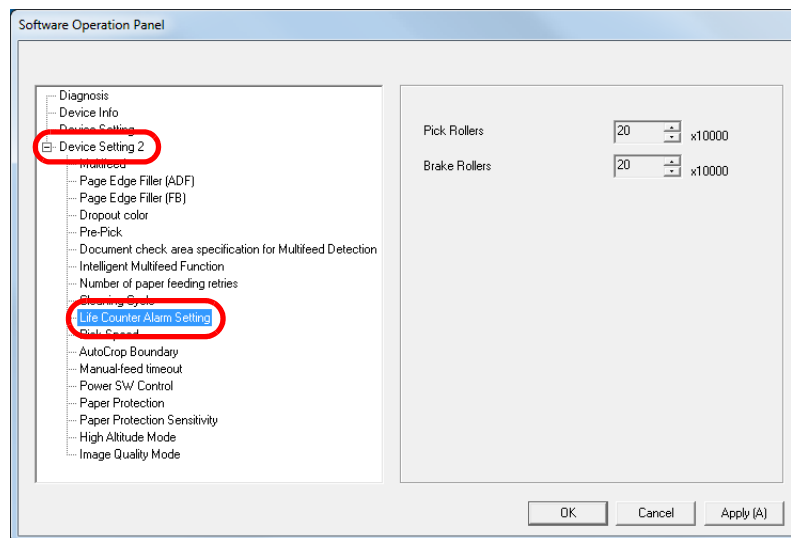 Software Operation Panel
Diagnosis
Device Info
Device Setting
Device Setting 2
Multifeed
Page Edge Filler (ADF)
Page Edge Filler (FB)
Dropout color
Pre-Pick
Document check area specification for Multifeed Detection
Intelligent Multifeed Function
Number of paper feeding retries
Cleaning Cycle
Life Counter Alarm Setting
Pick Speed
AutoCrop Boundary
Manual-feed timeout
Power SW Control
Paper Protection
Paper Protection Sensitivity
High Altitude Mode
Image Quality Mode
Pick Rollers 20 x10000
Brake Rollers 20 x10000
OK Cancel Apply (A)